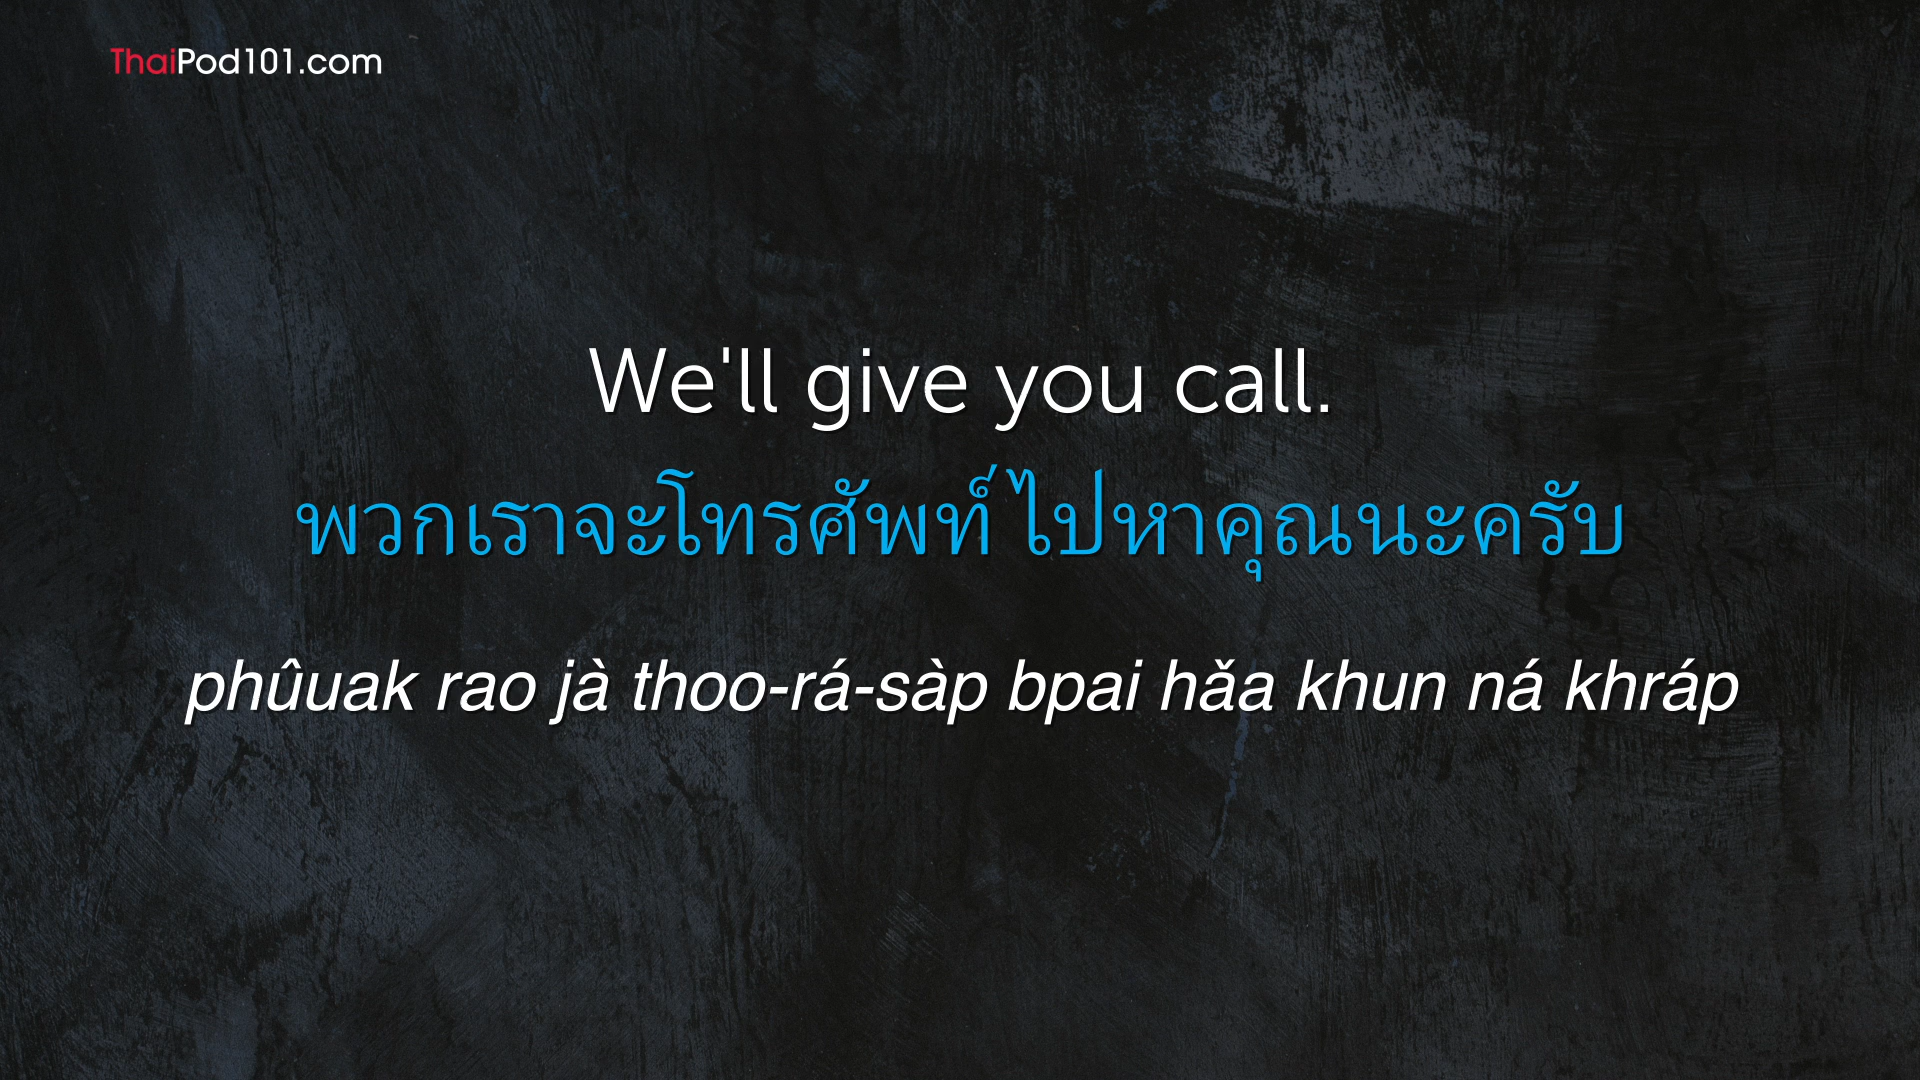 ThaiPod101.com
We'll give you call.
พวกเราจะโทรศัพท์ ไปหาคุณนะครับ
phûuak rao jà thoo-rá-sàp bpai hǎa khun ná khráp